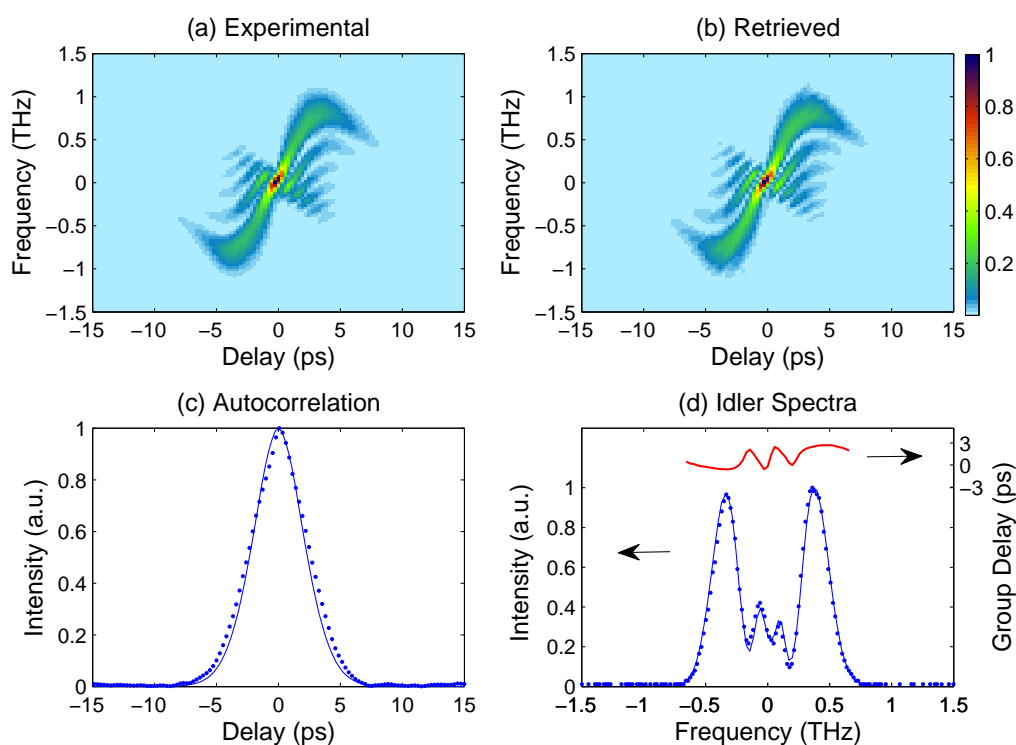 (a) Experimental
(b) Retrieved
1.5
1
0.5
0
−0.5
−1
−1.5
Frequency (THz)
−15 −10 −5 0 5 10 15
Delay (ps)
1.5
1
0.5
0
−0.5
−1
−1.5
Frequency (THz)
−15 −10 −5 0 5 10 15
Delay (ps)
1
0.8
0.6
0.4
0.2
(c) Autocorrelation
1
0.8
0.6
0.4
0.2
0
Intensity (a.u.)
−15 −10 −5 0 5 10 15
Delay (ps)
(d) Idler Spectra
1
0.8
0.6
0.4
0.2
0
Intensity (a.u.)
3
0
−3
Group Delay (ps)
−1.5 −1 −0.5 0 0.5 1 1.5
Frequency (THz)